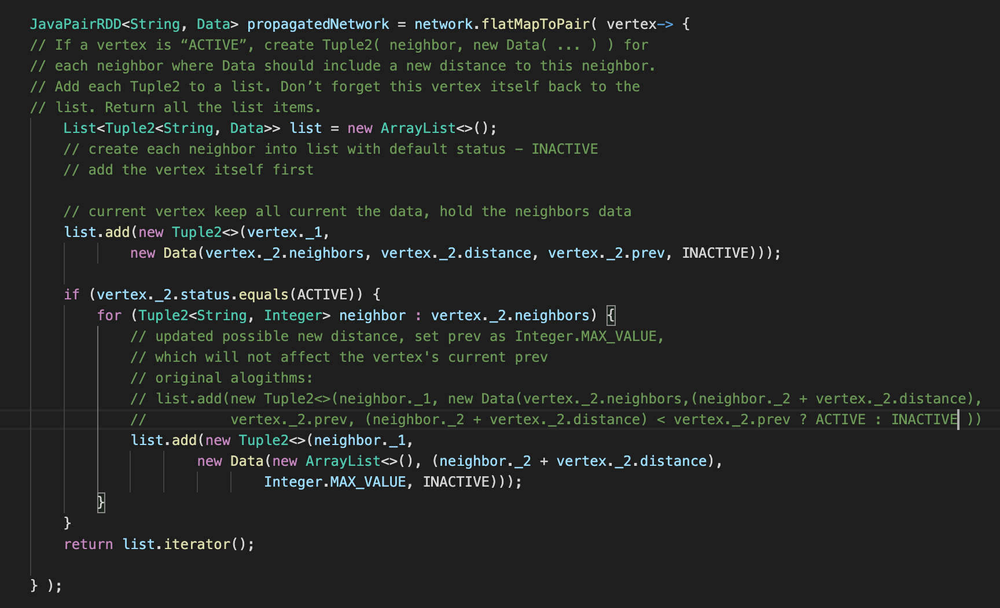 JavaPairRDD<String, Data> propagatedNetwork = network.flatMapToPair( vertex-> {
// If a vertex is “ACTIVE”, create Tuple2( neighbor, new Data( ... ) ) for
// each neighbor where Data should include a new distance to this neighbor.
// Add each Tuple2 to a list. Don’t forget this vertex itself back to the
// list. Return all the list items.
    List<Tuple2<String, Data>> list = new ArrayList<>();
    // create each neighbor into list with default status – INACTIVE
    // add the vertex itself first

    // current vertex keep all current the data, hold the neighbors data
    list.add(new Tuple2<>(vertex._1,
            new Data(vertex._2.neighbors, vertex._2.distance, vertex._2.prev, INACTIVE)));

    if (vertex._2.status.equals(ACTIVE)) {
        for (Tuple2<String, Integer> neighbor : vertex._2.neighbors) {
            // updated possible new distance, set prev as Integer.MAX_VALUE,
            // which will not affect the vertex's current prev
            // original alogithms:
            // list.add(new Tuple2<>(neighbor._1, new Data(vertex._2.neighbors,(neighbor._2 + vertex._2.distance),
            //          vertex._2.prev, (neighbor._2 + vertex._2.distance) < vertex._2.prev ? ACTIVE : INACTIVE ))
            list.add(new Tuple2<>(neighbor._1,
                    new Data(new ArrayList<>(), (neighbor._2 + vertex._2.distance),
                            Integer.MAX_VALUE, INACTIVE)));
        }
    }
    return list.iterator();

} );